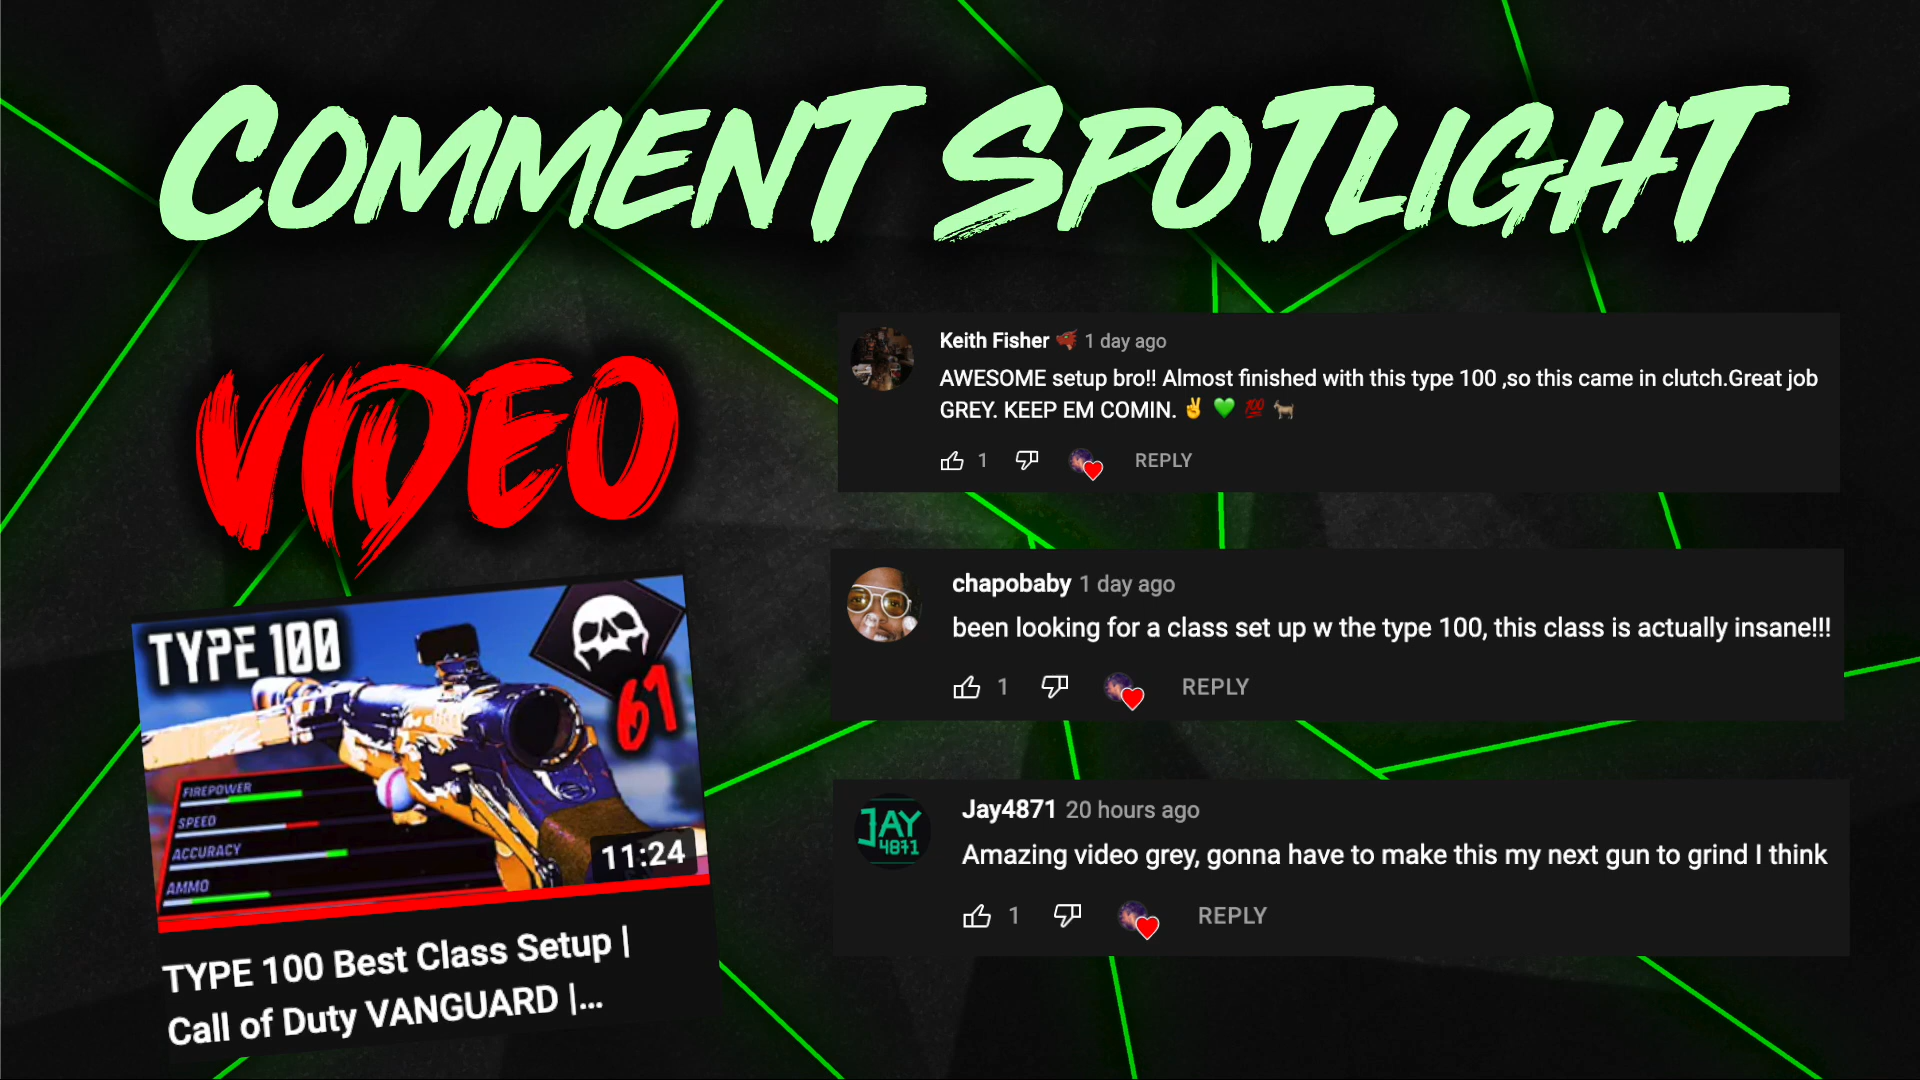 COMMENT SPOTLIGHT
VIDEO
TYPE 100
61
FIREPOWER
SPEED
ACCURACY
AMMO
11:24
TYPE 100 Best Class Setup |
Call of Duty VANGUARD |...
Keith Fisher 1 day ago
AWESOME setup bro!! Almost finished with this type 100 ,so this came in clutch.Great job
GREY. KEEP EM COMIN. ✌️ 💚 💯 🐐
1 REPLY
chapobaby 1 day ago
been looking for a class set up w the type 100, this class is actually insane!!!
1 REPLY
JAY
4871
Jay4871 20 hours ago
Amazing video grey, gonna have to make this my next gun to grind I think
1 REPLY